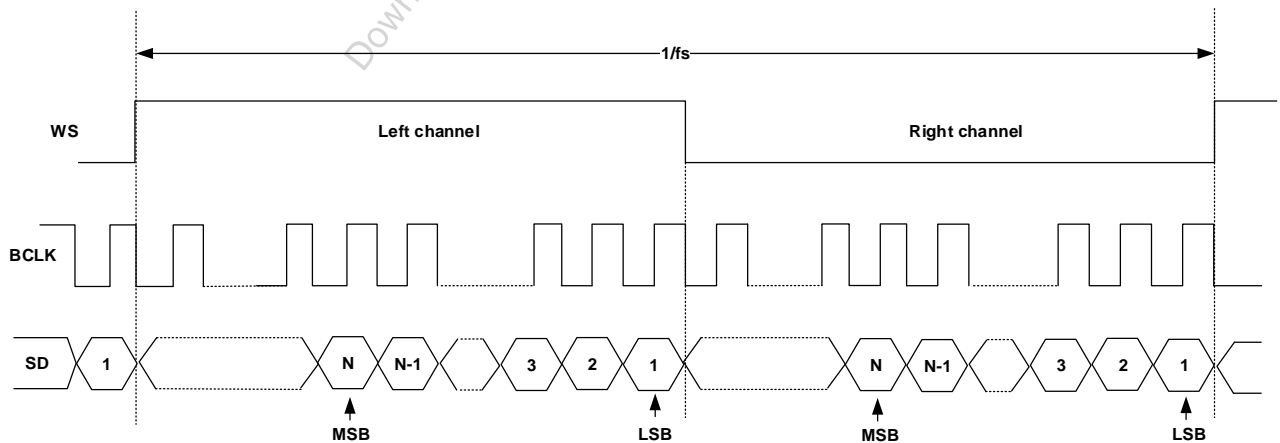 Down
1/fs
WS
Left channel
Right channel
BCLK
SD
1
N
N-1
3
2
1
N
N-1
3
2
1
MSB
LSB
MSB
LSB